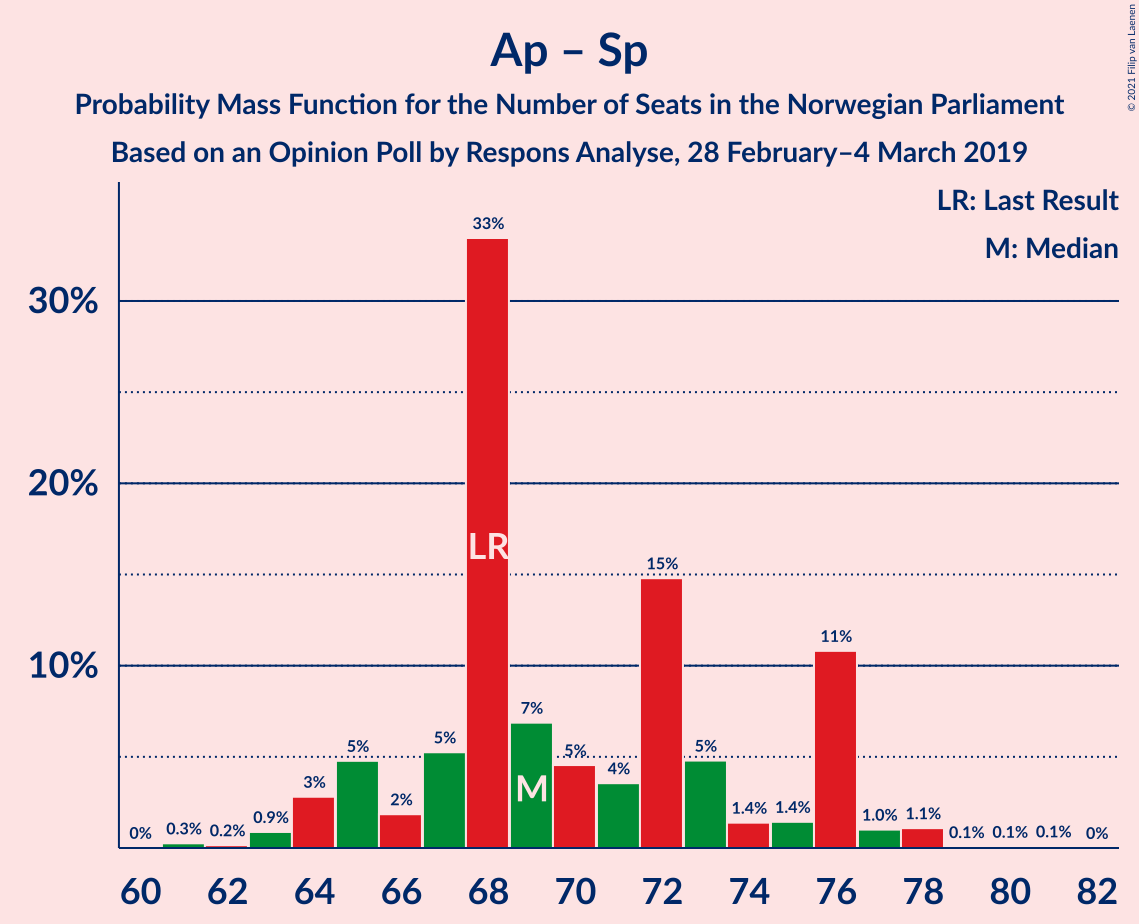 Ap – Sp
Probability Mass Function for the Number of Seats in the Norwegian Parliament
Based on an Opinion Poll by Respons Analyse, 28 February–4 March 2019
© 2021 Filip van Laenen
LR: Last Result
M: Median
30%
20%
10%
0%
0.3%
0.2%
0.9%
3%
5%
2%
5%
33%
7%
5%
4%
15%
5%
1.4%
1.4%
11%
1.0%
1.1%
0.1%
0.1%
0.1%
0%
LR
M
60 62 64 66 68 70 72 74 76 78 80 82